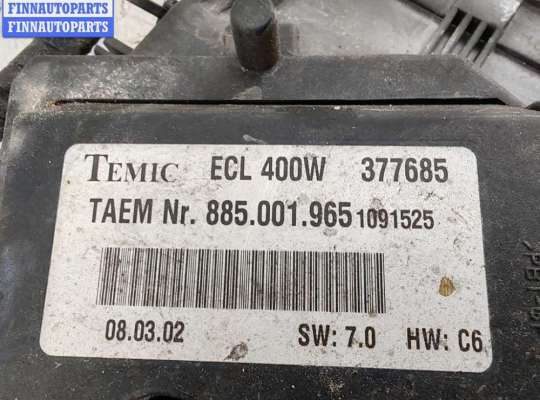 FINNAUTOPARTS
FINNAUTOPARTS
TEMIC ECL 400W 377685
TAEM Nr. 885.001.965 1091525
08.03.02 SW: 7.0 HW: C6